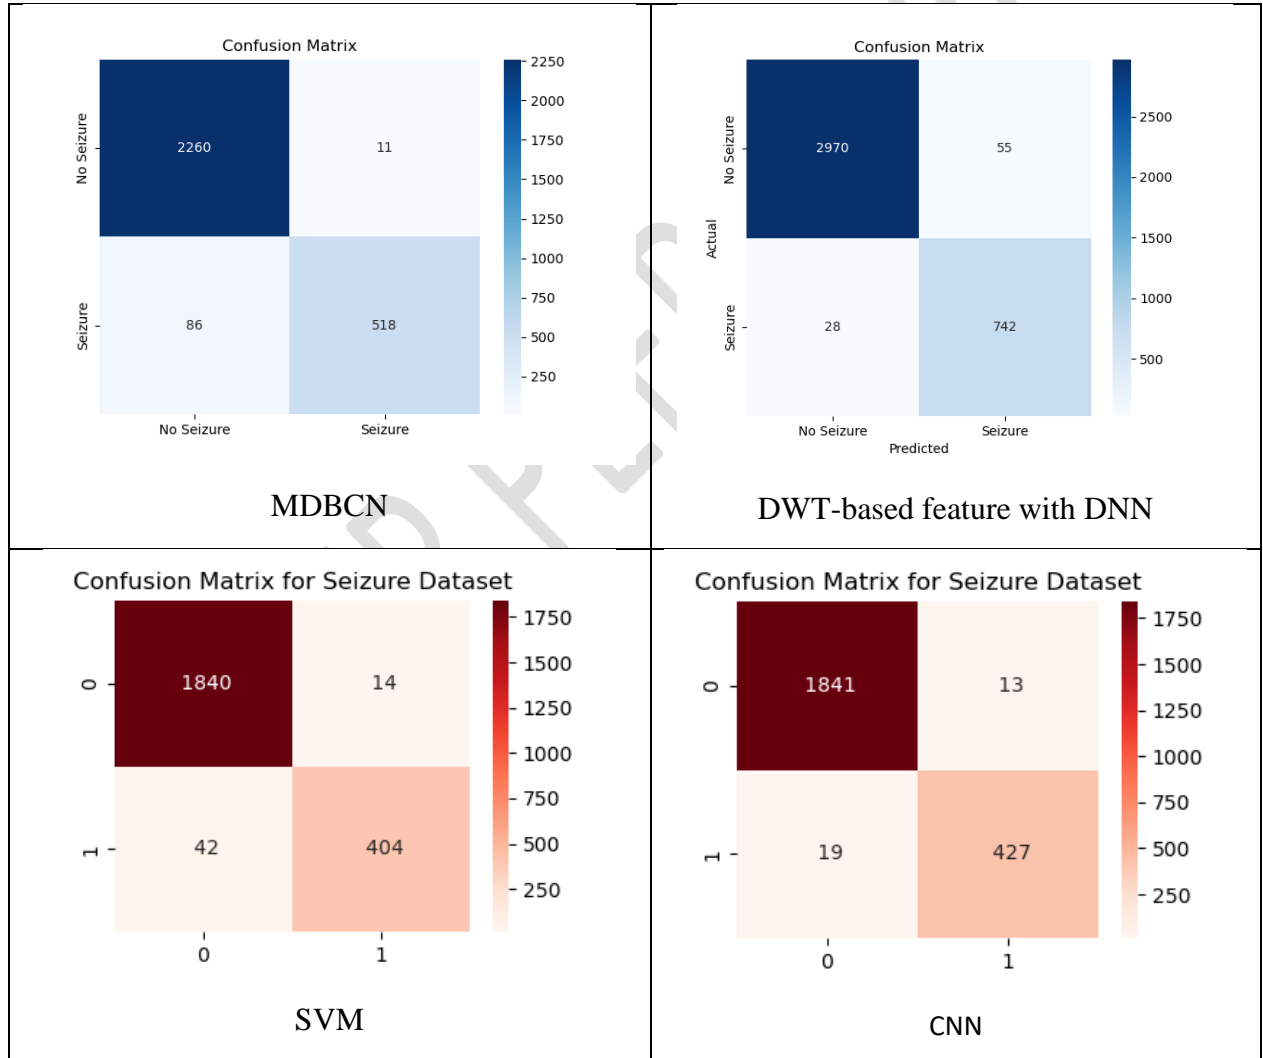 Confusion Matrix
No Seizure
Seizure
2260
11
86
518
No Seizure
Seizure
2250
2000
1750
1500
1250
1000
750
500
250
MDBCN
Confusion Matrix
Actual
No Seizure
Seizure
2970
55
28
742
No Seizure
Seizure
Predicted
2500
2000
1500
1000
500
DWT-based feature with DNN
Confusion Matrix for Seizure Dataset
0
1
1840
14
42
404
0
1
1750
1500
1250
1000
750
500
250
SVM
Confusion Matrix for Seizure Dataset
0
1
1841
13
19
427
0
1
1750
1500
1250
1000
750
500
250
CNN